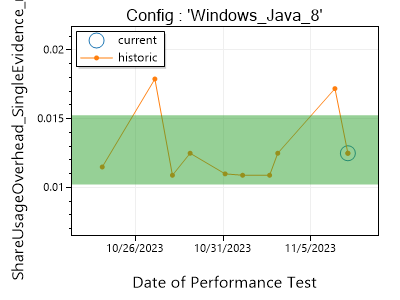 Config : 'Windows_Java_8'
current
historic
0.02
0.015
0.01
10/26/2023
10/31/2023
11/5/2023
Date of Performance Test
ShareUsageOverhead_SingleEvidence_